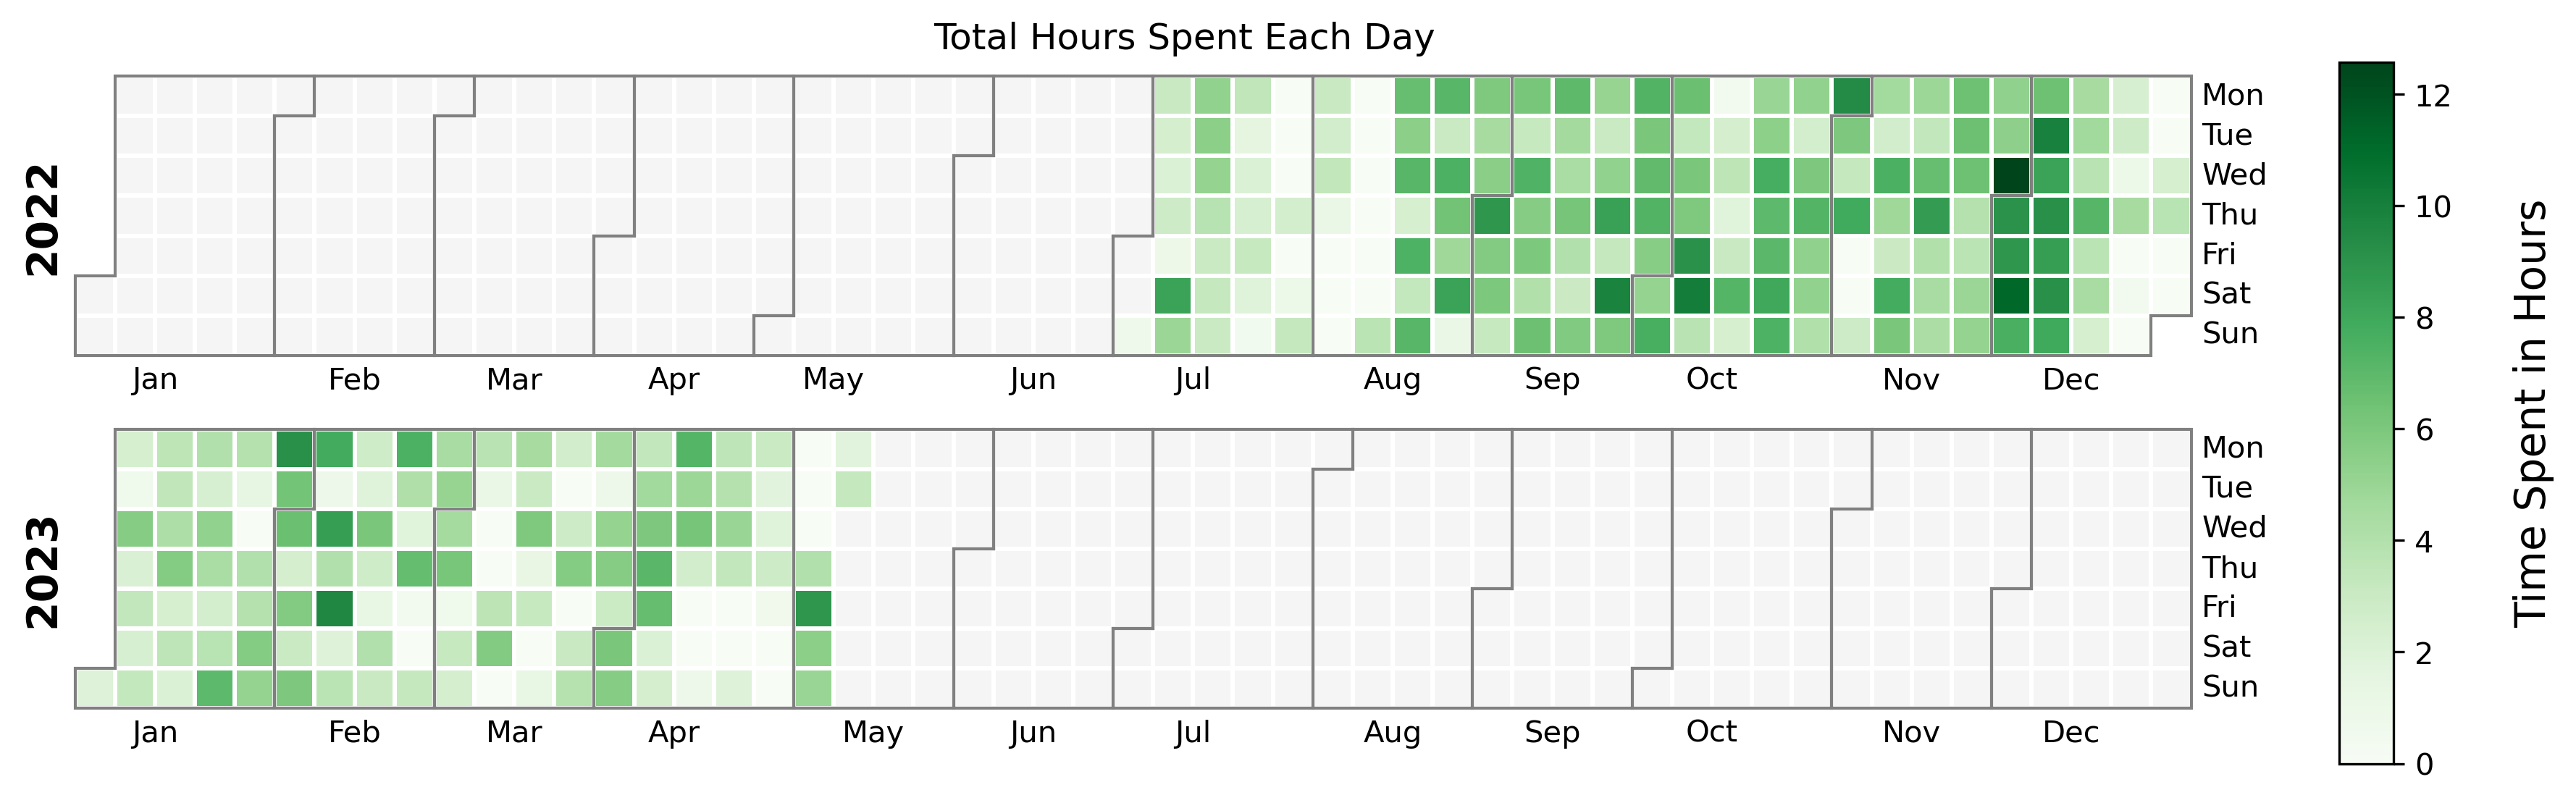 Total Hours Spent Each Day
2022
Mon
Tue
Wed
Thu
Fri
Sat
Sun
Jan Feb Mar Apr May Jun Jul Aug Sep Oct Nov Dec
2023
Mon
Tue
Wed
Thu
Fri
Sat
Sun
Jan Feb Mar Apr May Jun Jul Aug Sep Oct Nov Dec
12
10
8
6
4
2
0
Time Spent in Hours